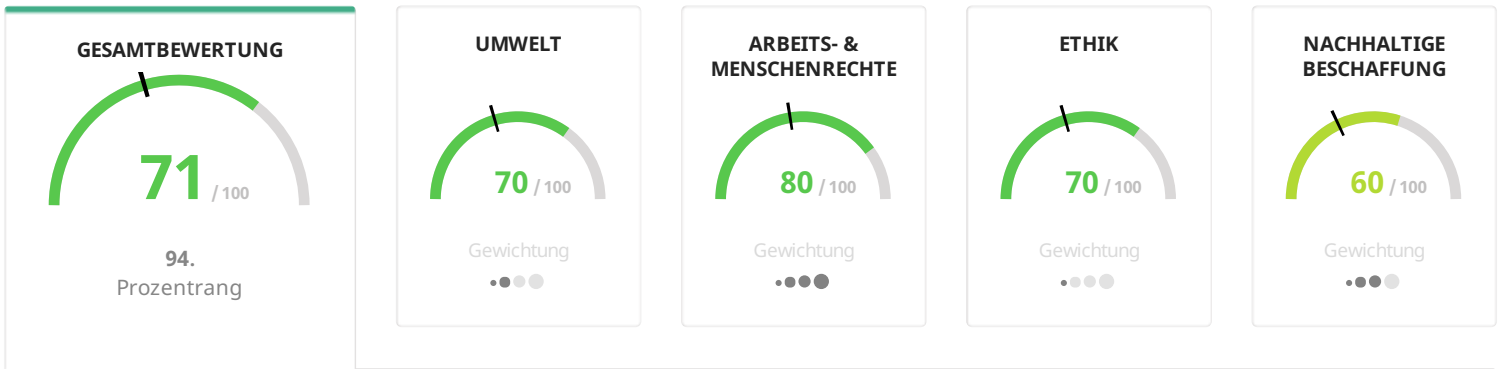 GESAMTBEWERTUNG
71 / 100
94.
Prozentrang
UMWELT
70 / 100
Gewichtung
ARBEITS- &
MENSCHENRECHTE
80 / 100
Gewichtung
ETHIK
70 / 100
Gewichtung
NACHHALTIGE
BESCHAFFUNG
60 / 100
Gewichtung